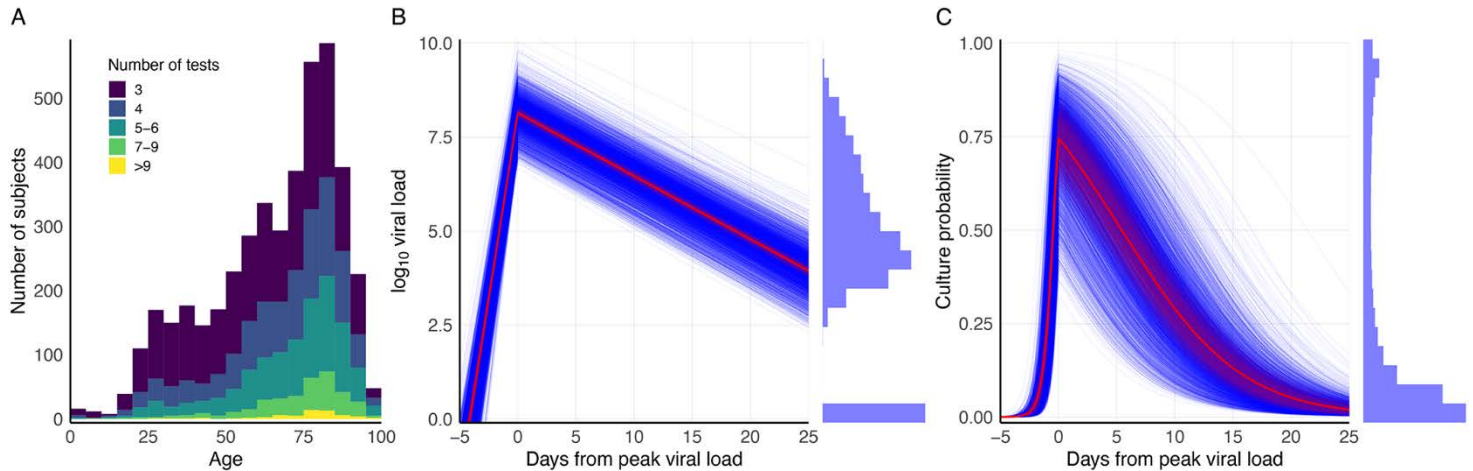 A
Number of subjects
500
400
300
200
100
0
Number of tests
3
4
5−6
7−9
>9
0 25 50 75 100
Age
B
log10 viral load
10.0
7.5
5.0
2.5
0.0
−5 0 5 10 15 20 25
Days from peak viral load
C
Culture probability
1.00
0.75
0.50
0.25
0.00
−5 0 5 10 15 20 25
Days from peak viral load